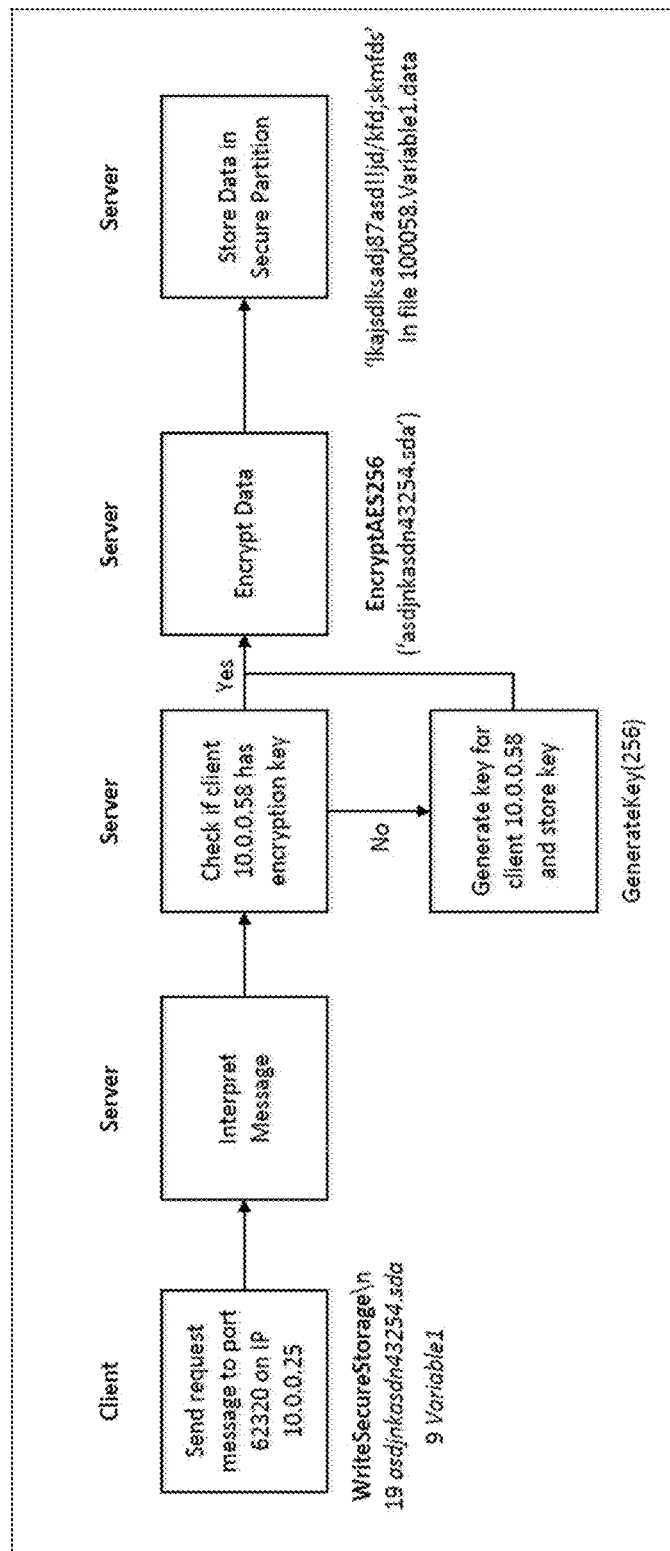 Client
Send request
message to part
62320 on IP
10.0.0.25
WriteSecureStorage\n
19 asdjnkasdn43254.sda
9 Variable1
Server
Interpret
Message
Server
Check if client
10.0.0.58 has
encryption key
Yes
No
Generate key for
client 10.0.0.58
and store key
GenerateKey(256)
Server
Encrypt Data
EncryptAES256
('asdjnkasdn43254.sda')
Server
Store Data in
Secure Partition
In file 100058.Variable1.data